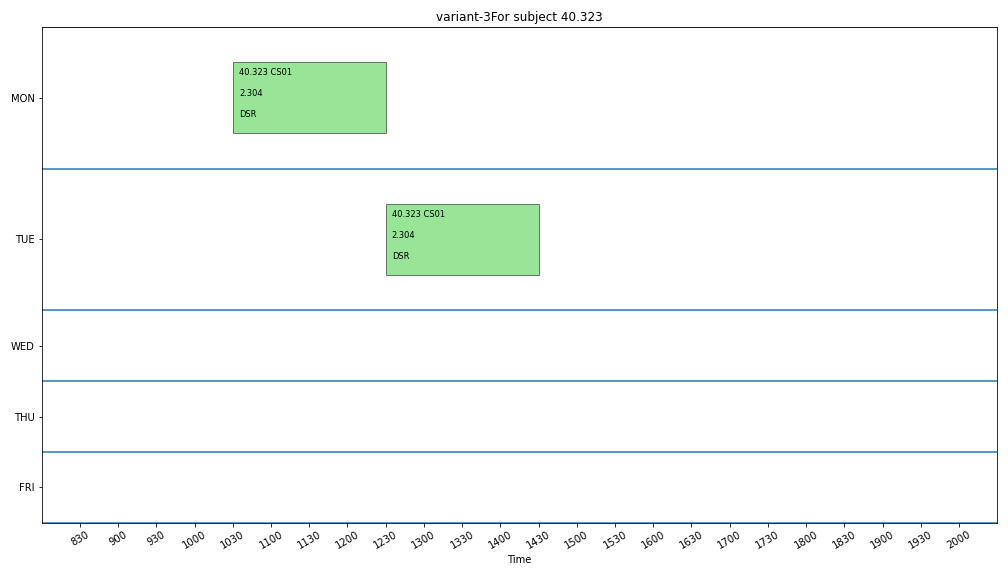 variant-3For subject 40.323
MON
40.323 CS01
2.304
DSR
TUE
40.323 CS01
2.304
DSR
WED
THU
FRI
830 900 930 1000 1030 1100 1130 1200 1230 1300 1330 1400 1430 1500 1530 1600 1630 1700 1730 1800 1830 1900 1930 2000
Time